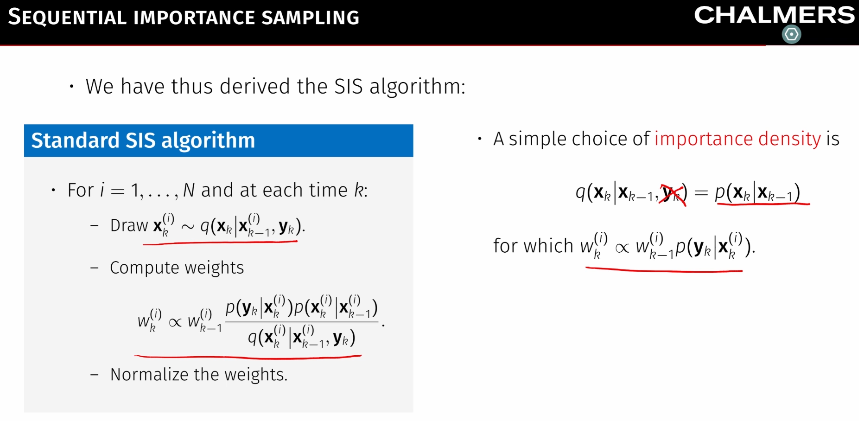 SEQUENTIAL IMPORTANCE SAMPLING
CHALMERS
• We have thus derived the SIS algorithm:
Standard SIS algorithm
• For i = 1, . . . , N and at each time k:
– Draw x_k^{(i)} ∼ q(x_k|x_{k−1}^{(i)}, y_k).
– Compute weights
w_k^{(i)} ∝ w_{k−1}^{(i)} \frac{p(y_k|x_k^{(i)})p(x_k^{(i)}|x_{k−1}^{(i)})}{q(x_k^{(i)}|x_{k−1}^{(i)}, y_k)}.
– Normalize the weights.
• A simple choice of importance density is
q(x_k|x_{k−1}, y_k) = p(x_k|x_{k−1})
for which w_k^{(i)} ∝ w_{k−1}^{(i)} p(y_k|x_k^{(i)}).